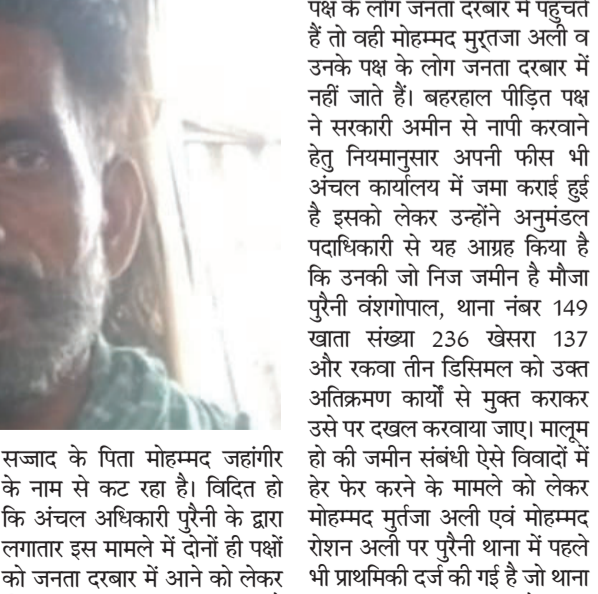 सज्जाद के पिता मोहम्मद जहांगीर
के नाम से कट रहा है। विदित हो
कि अंचल अधिकारी पुरैनी के द्वारा
लगातार इस मामले में दोनों ही पक्षों
को जनता दरबार में आने को लेकर
पक्ष के लोग जनता दरबार में पहुंचते
हैं तो वही मोहम्मद मुर्तजा अली व
उनके पक्ष के लोग जनता दरबार में
नहीं जाते हैं। बहरहाल पीड़ित पक्ष
ने सरकारी अमीन से नापी करवाने
हेतु नियमानुसार अपनी फीस भी
अंचल कार्यालय में जमा कराई हुई
है इसको लेकर उन्होंने अनुमंडल
पदाधिकारी से यह आग्रह किया है
कि उनकी जो निज जमीन है मौजा
पुरैनी वंशगोपाल, थाना नंबर 149
खाता संख्या 236 खेसरा 137
और रकवा तीन डिसिमल को उक्त
अतिक्रमण कार्यों से मुक्त कराकर
उसे पर दखल करवाया जाए। मालूम
हो की जमीन संबंधी ऐसे विवादों में
हेर फेर करने के मामले को लेकर
मोहम्मद मुर्तजा अली एवं मोहम्मद
रोशन अली पर पुरैनी थाना में पहले
भी प्राथमिकी दर्ज की गई है जो थाना